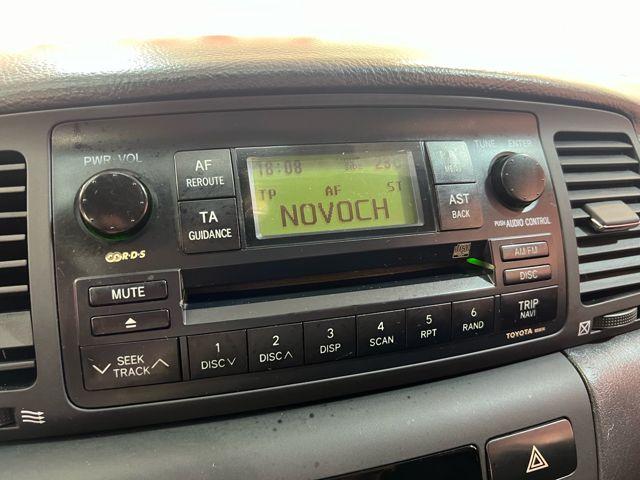 PWR VOL
AF
REROUTE
TA
GUIDANCE
18:08
TP AF ST
NOVOCH
MENU
AST
BACK
TUNE ENTER
PUSH AUDIO CONTROL
R·D·S
AM·FM
DISC
MUTE
TRIP
NAVI
SEEK
TRACK
1
DISC
2
DISC
3
DISP
4
SCAN
5
RPT
6
RAND
TOYOTA